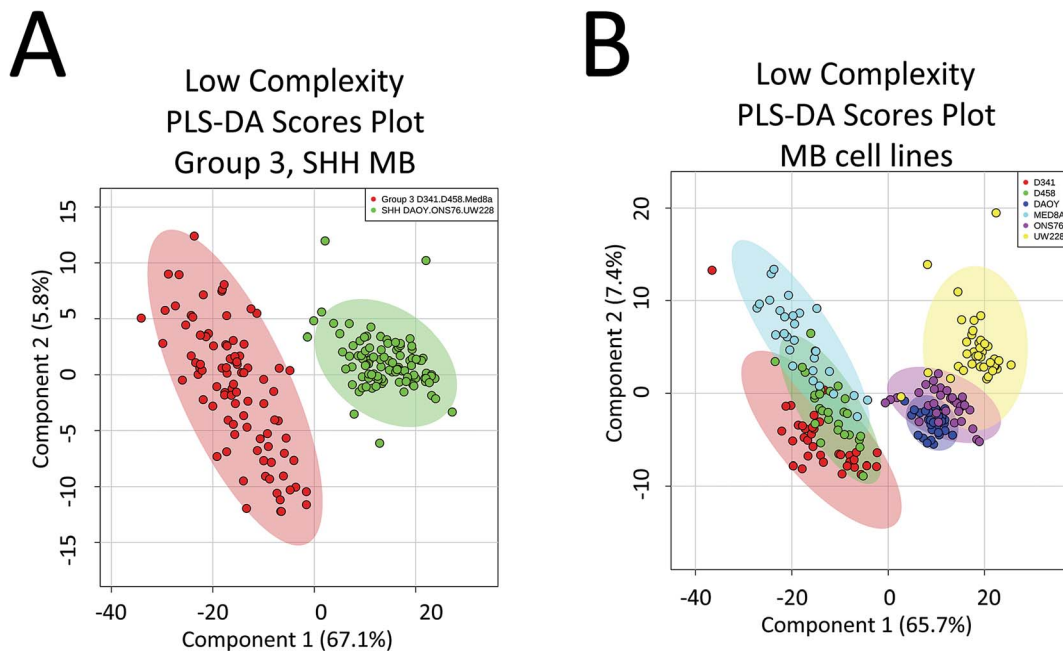 A
Low Complexity
PLS-DA Scores Plot
Group 3, SHH MB
Group 3 D341.D458.Med8a
SHH DAOY.ONS76.UW228
Component 2 (5.8%)
15
10
5
0
-5
-10
-15
-40
-20
0
20
Component 1 (67.1%)
B
Low Complexity
PLS-DA Scores Plot
MB cell lines
D341
D458
DAOY
MED8A
ONS76
UW228
Component 2 (7.4%)
20
10
0
-10
-40
-20
0
20
Component 1 (65.7%)